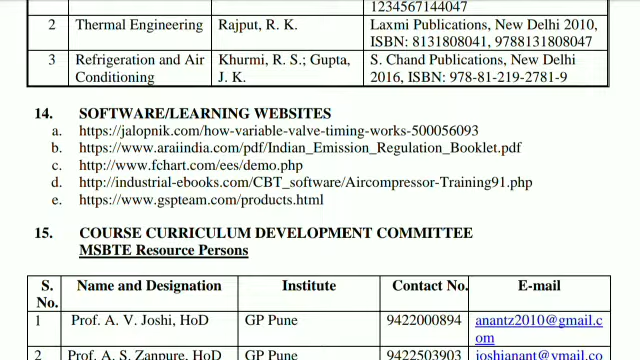 1234567144047
2 Thermal Engineering Rajput, R. K. Laxmi Publications, New Delhi 2010,
ISBN: 8131808041, 9788131808047
3 Refrigeration and Air Khurmi, R. S.; Gupta, S. Chand Publications, New Delhi
Conditioning J. K. 2016, ISBN: 978-81-219-2781-9
14. SOFTWARE/LEARNING WEBSITES
a. https://jalopnik.com/how-variable-valve-timing-works-500056093
b. https://www.araiindia.com/pdf/Indian_Emission_Regulation_Booklet.pdf
c. http://www.fchart.com/ees/demo.php
d. http://industrial-ebooks.com/CBT_software/Aircompressor-Training91.php
e. https://www.gspteam.com/products.html
15. COURSE CURRICULUM DEVELOPMENT COMMITTEE
MSBTE Resource Persons
S. Name and Designation Institute Contact No. E-mail
No.
1 Prof. A. V. Joshi, HoD GP Pune 9422000894 anantz2010@gmail.c
om
2 Prof. A. S. Zanpure, HoD GP Pune 9422503903 joshianant@ymail.co